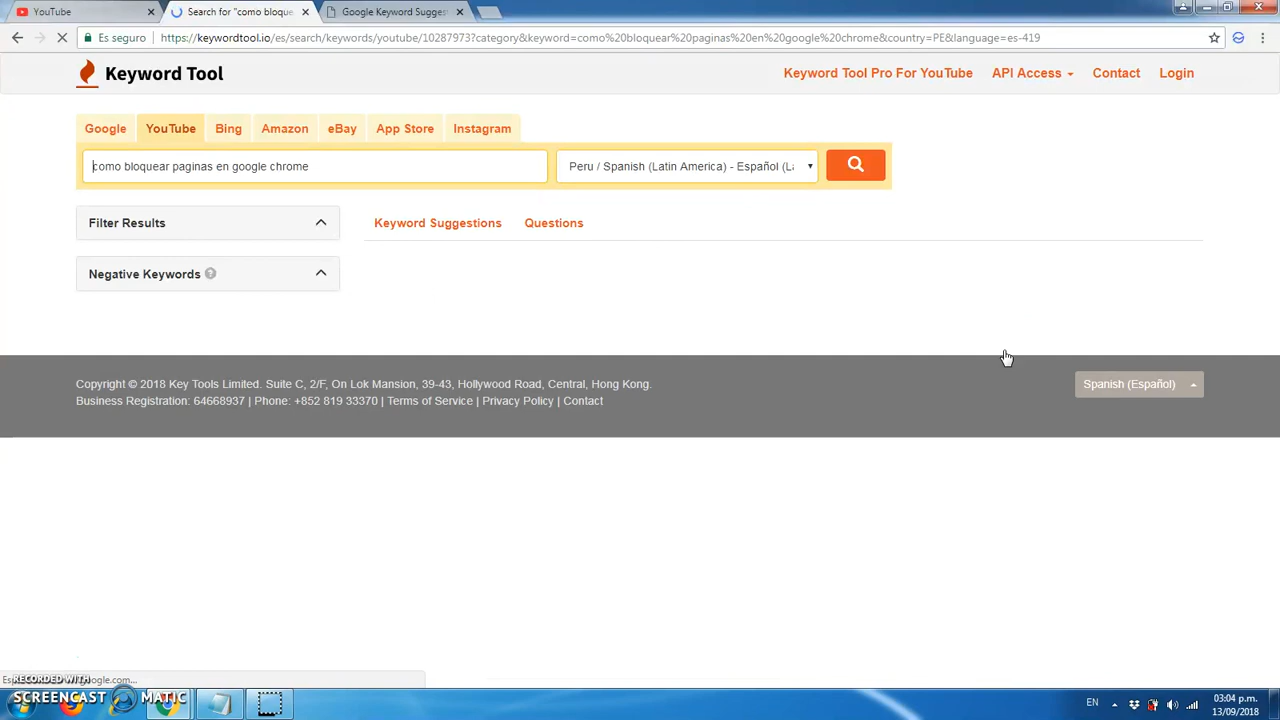 YouTube
Search for "como bloque
Google Keyword Sugges
Es seguro
https://keywordtool.io/es/search/keywords/youtube/10287973?category&keyword=como%20bloquear%20paginas%20en%20google%20chrome&country=PE&language=es-419
Keyword Tool
Keyword Tool Pro For YouTube
API Access
Contact
Login
Google
YouTube
Bing
Amazon
eBay
App Store
Instagram
como bloquear paginas en google chrome
Peru / Spanish (Latin America) - Español (La
Filter Results
Keyword Suggestions
Questions
Negative Keywords ?
Copyright © 2018 Key Tools Limited. Suite C, 2/F, On Lok Mansion, 39-43, Hollywood Road, Central, Hong Kong.
Business Registration: 64668937 | Phone: +852 819 33370 | Terms of Service | Privacy Policy | Contact
Spanish (Español)
RECORDED WITH
SCREENCAST MATIC
EN
03:04 p.m.
13/09/2018